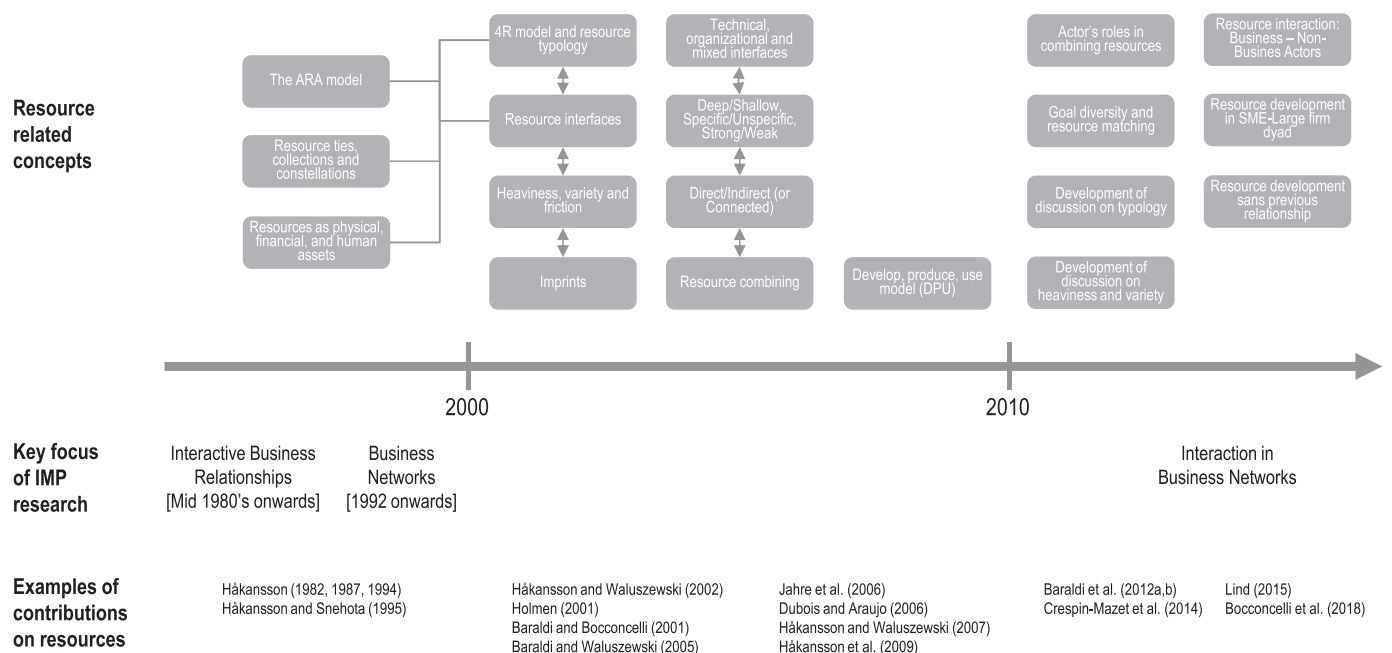 Resource
related
concepts
The ARA model
Resource ties,
collections and
constellations
Resources as physical,
financial, and human
assets
4R model and resource
typology
Resource interfaces
Heaviness, variety and
friction
Imprints
Technical,
organizational and
mixed interfaces
Deep/Shallow,
Specific/Unspecific,
Strong/Weak
Direct/Indirect (or
Connected)
Resource combining
Develop, produce, use
model (DPU)
Actor's roles in
combining resources
Goal diversity and
resource matching
Development of
discussion on typology
Development of
discussion on
heaviness and variety
Resource interaction:
Business – Non-
Busines Actors
Resource development
in SME-Large firm
dyad
Resource development
sans previous
relationship
2000
2010
Key focus
of IMP
research
Interactive Business
Relationships
[Mid 1980's onwards]
Business
Networks
[1992 onwards]
Interaction in
Business Networks
Examples of
contributions
on resources
Håkansson (1982, 1987, 1994)
Håkansson and Snehota (1995)
Håkansson and Waluszewski (2002)
Holmen (2001)
Baraldi and Bocconcelli (2001)
Baraldi and Waluszewski (2005)
Jahre et al. (2006)
Dubois and Araujo (2006)
Håkansson and Waluszewski (2007)
Håkansson et al. (2009)
Baraldi et al. (2012a,b)
Crespin-Mazet et al. (2014)
Lind (2015)
Bocconcelli et al. (2018)